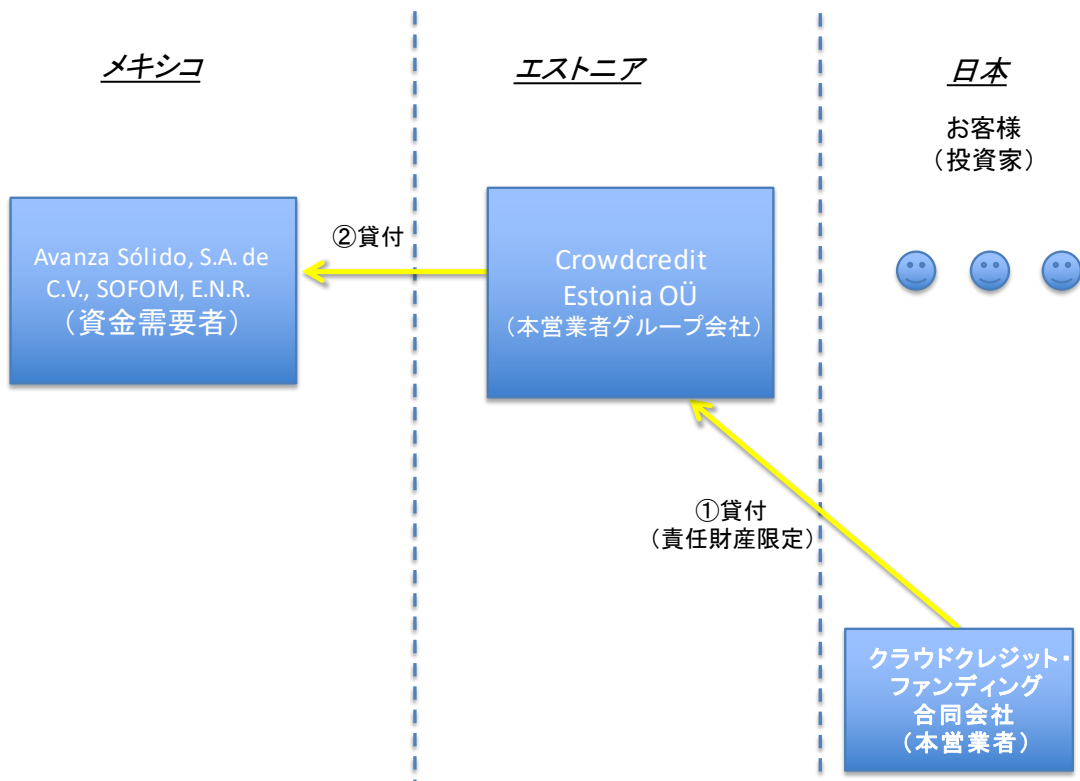 メキシコ
エストニア
日本
お客様
（投資家）
Avanza Sólido, S.A. de
C.V., SOFOM, E.N.R.
（資金需要者）
②貸付
Crowdcredit
Estonia OÜ
（本営業者グループ会社）
①貸付
（責任財産限定）
クラウドクレジット・
ファンディング
合同会社
（本営業者）